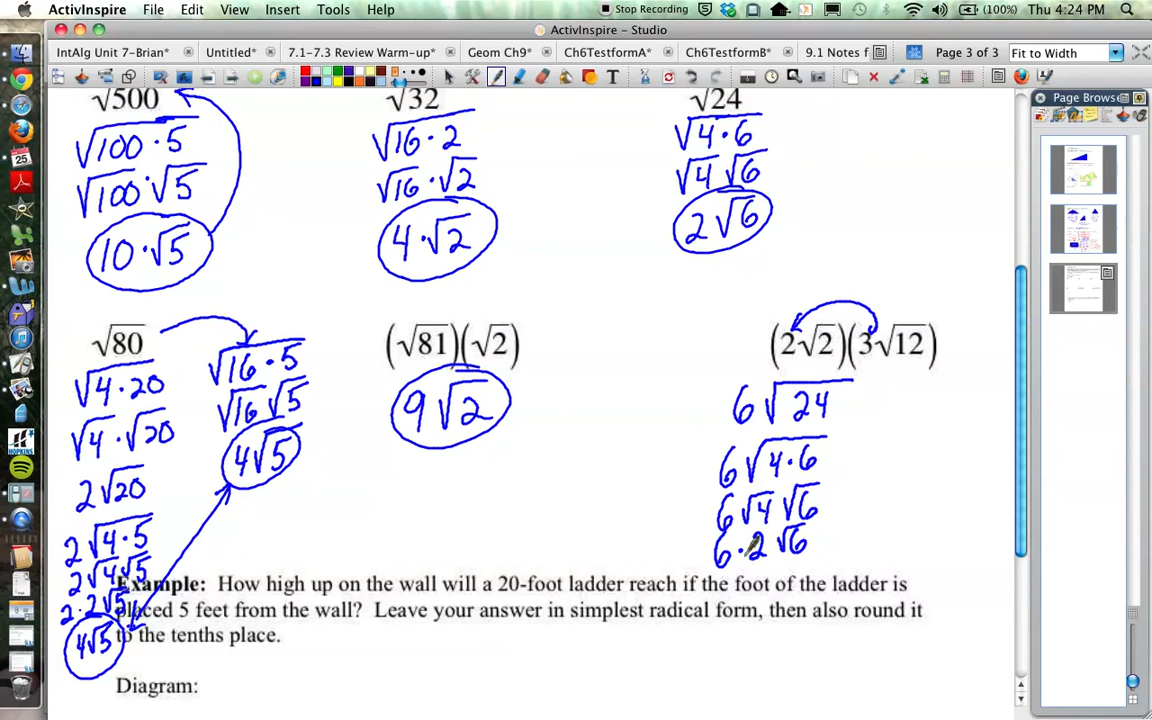 ActivInspire File Edit View Insert Tools Help Stop Recording (100%) Thu 4:24 PM
ActivInspire - Studio
IntAlg Unit 7-Brian* Untitled* 7.1-7.3 Review Warm-up* Geom Ch9* Ch6TestformA* Ch6TestformB* 9.1 Notes f Page 3 of 3 Fit to Width
Page Brows
√500 √32 √24
√100·5 √16·2 √4·6
√100·√5 √16·√2 √4 √6
10·√5 4·√2 2√6
√80 (√81)(√2) (2√2)(3√12)
√4·20 √16·5 9√2 6√24
√4·√20 √16 √5 6√4·6
2√20 4√5 6√4 √6
2√4·5 6·2 √6
2√4√5
2·2√5
4√5
Example: How high up on the wall will a 20-foot ladder reach if the foot of the ladder is
placed 5 feet from the wall? Leave your answer in simplest radical form, then also round it
to the tenths place.
Diagram:
25
HOPKINS